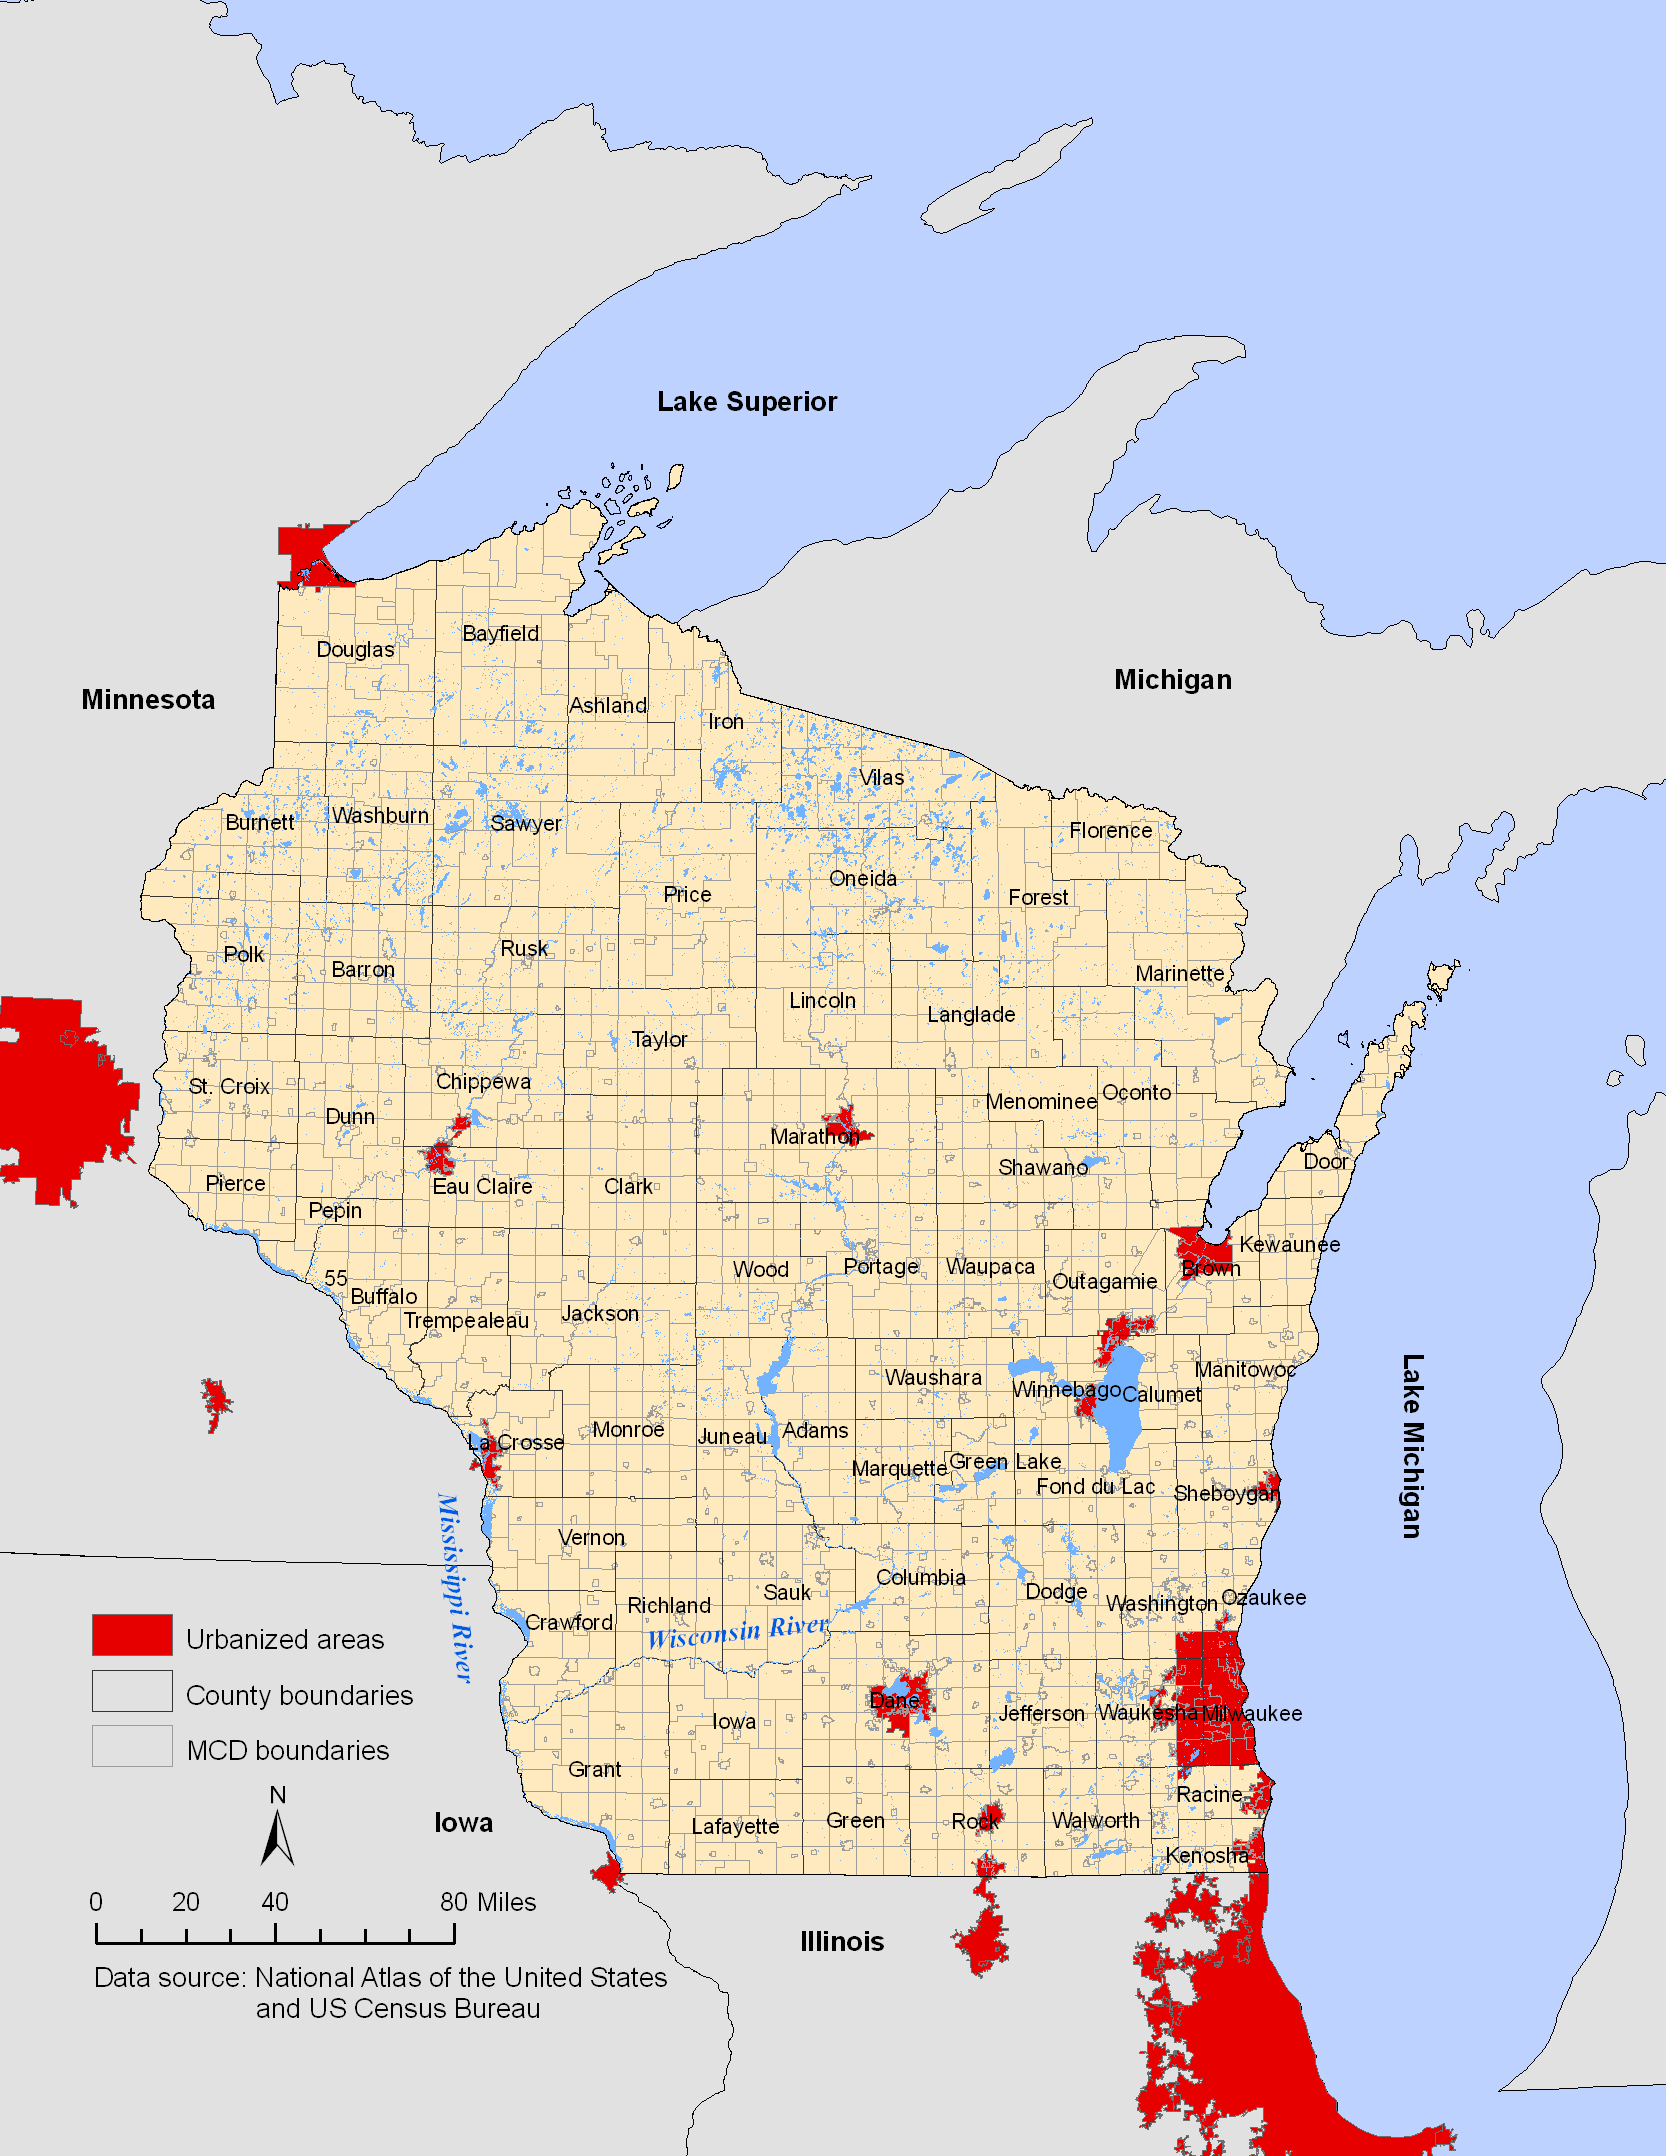 Lake Superior
Minnesota
Michigan
Douglas
Bayfield
Ashland
Iron
Vilas
Burnett
Washburn
Sawyer
Florence
Price
Oneida
Forest
Polk
Barron
Rusk
Marinette
Lincoln
Langlade
Taylor
St. Croix
Chippewa
Menominee
Oconto
Dunn
Marathon
Shawano
Door
Pierce
Eau Claire
Clark
Pepin
Kewaunee
Wood
Portage
Waupaca
Brown
Outagamie
55
Buffalo
Trempealeau
Jackson
Waushara
Manitowoc
Winnebago
Calumet
Lake Michigan
La Crosse
Monroe
Juneau
Adams
Marquette
Green Lake
Fond du Lac
Sheboygan
Mississippi River
Vernon
Columbia
Sauk
Dodge
Washington
Ozaukee
Richland
Crawford
Wisconsin River
Urbanized areas
County boundaries
MCD boundaries
Dane
Iowa
Jefferson
Waukesha
Milwaukee
Grant
Racine
N
Iowa
Lafayette
Green
Rock
Walworth
Kenosha
0 20 40 80 Miles
Illinois
Data source: National Atlas of the United States
and US Census Bureau